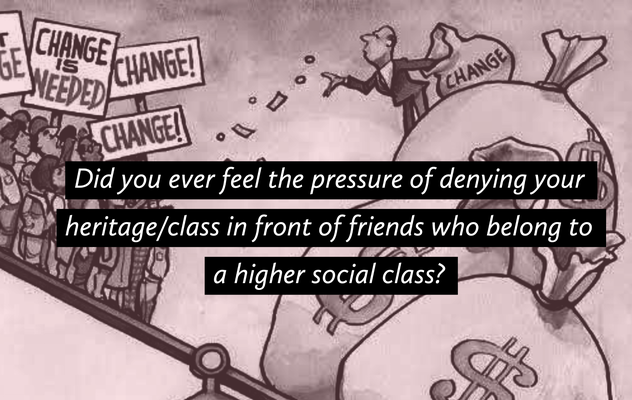 CHANGE
IS
NEEDED
CHANGE!
CHANGE!
CHANGE
Did you ever feel the pressure of denying your
heritage/class in front of friends who belong to
a higher social class?
$
$